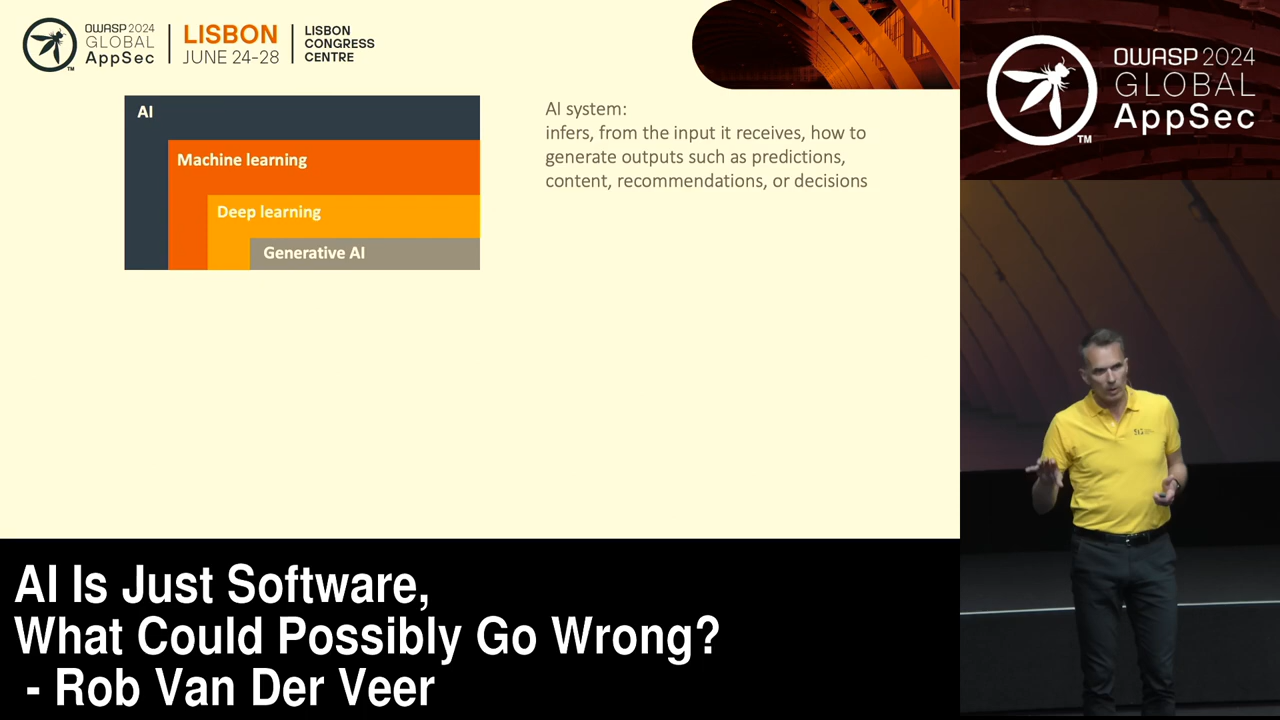 OWASP 2024
GLOBAL
AppSec
TM
LISBON
JUNE 24-28
LISBON
CONGRESS
CENTRE
AI
Machine learning
Deep learning
Generative AI
AI system:
infers, from the input it receives, how to
generate outputs such as predictions,
content, recommendations, or decisions
OWASP 2024
GLOBAL
AppSec
TM
AI Is Just Software,
What Could Possibly Go Wrong?
- Rob Van Der Veer